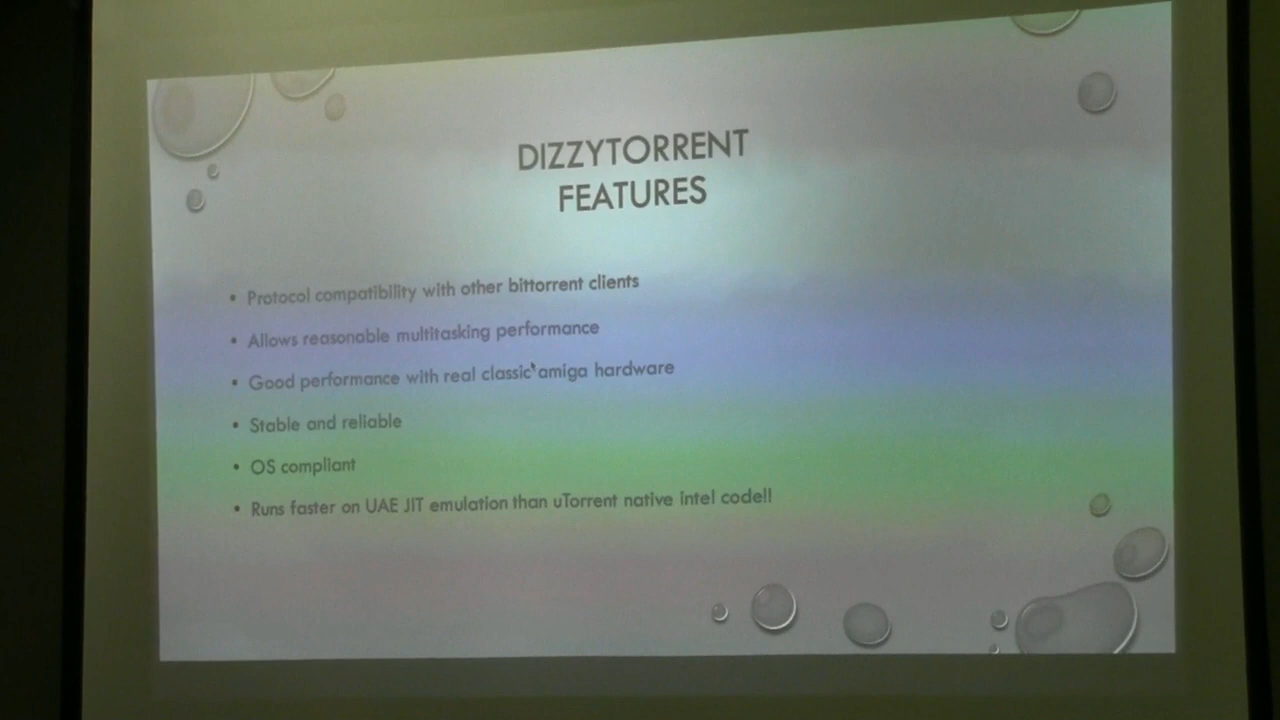 DIZZYTORRENT
FEATURES
• Protocol compatibility with other bittorrent clients
• Allows reasonable multitasking performance
• Good performance with real classic amiga hardware
• Stable and reliable
• OS compliant
• Runs faster on UAE JIT emulation than uTorrent native intel code!!